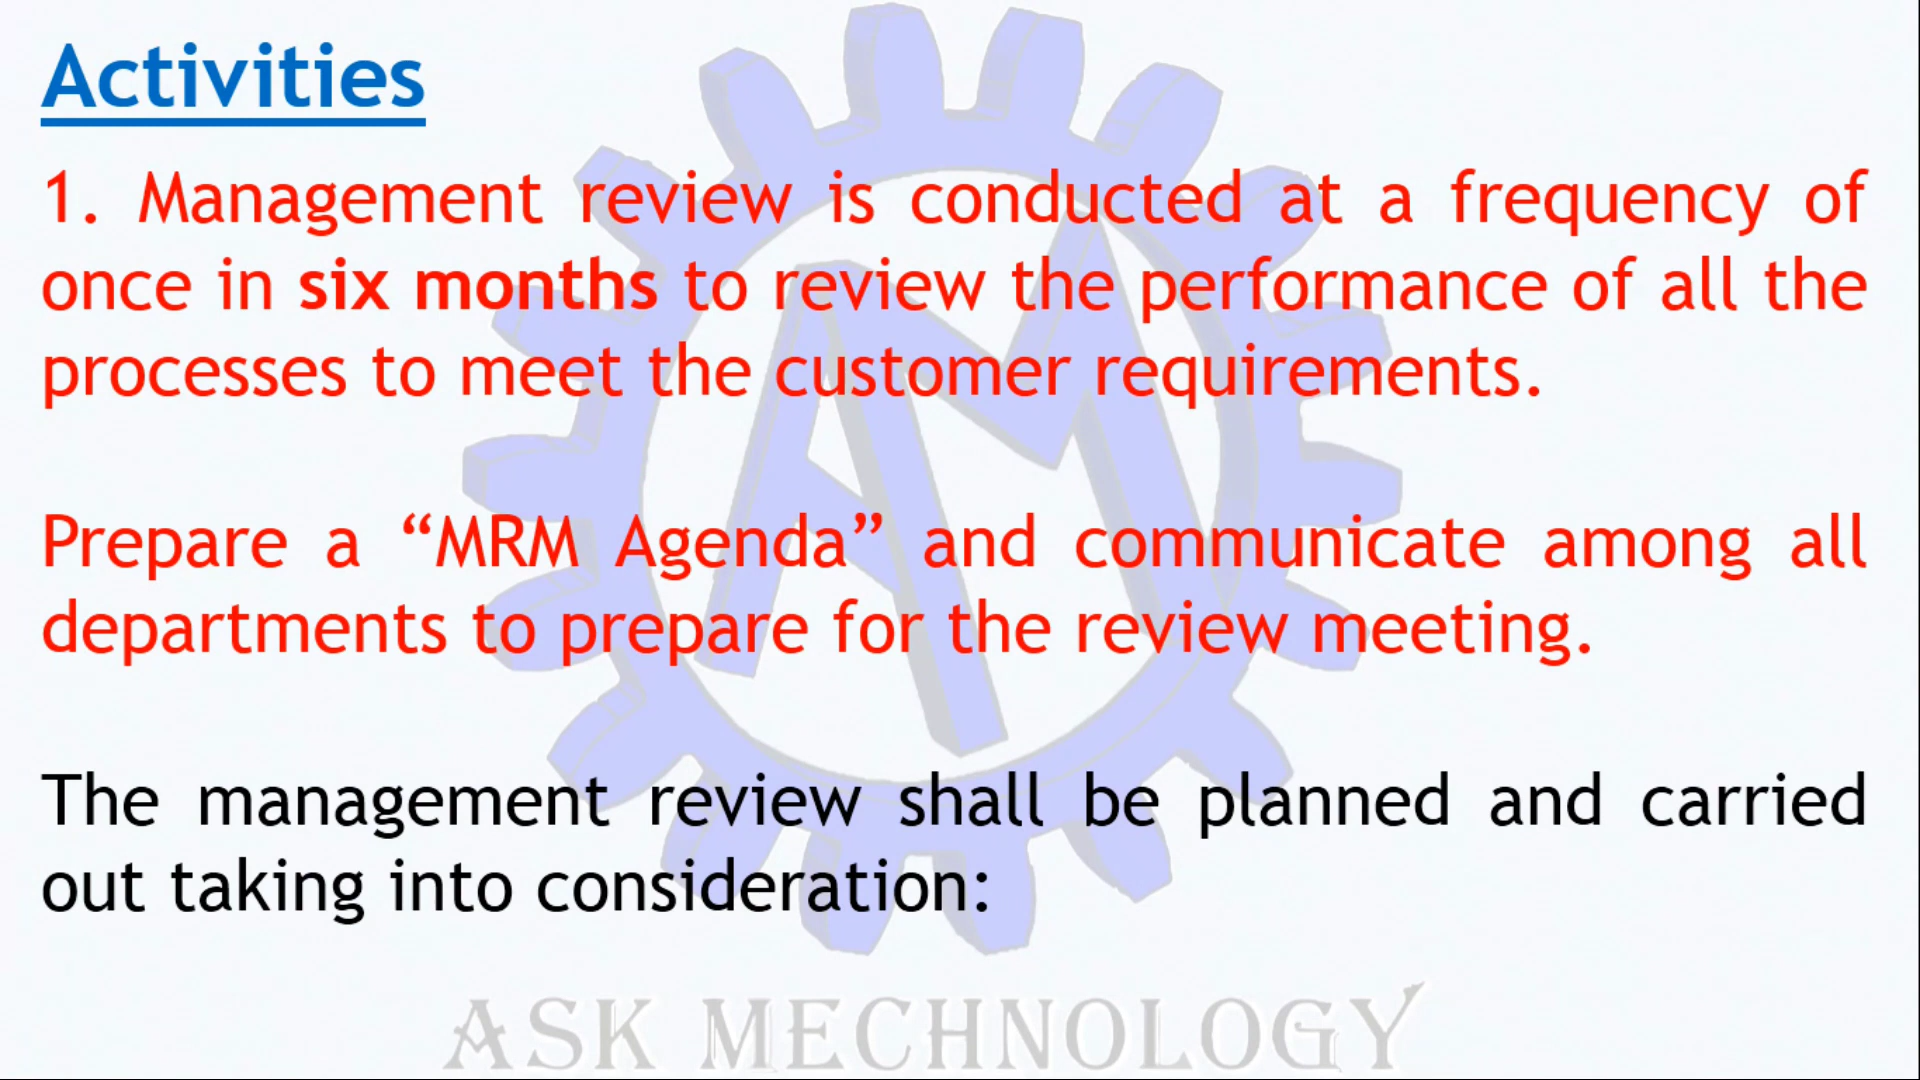 Activities
1. Management review is conducted at a frequency of
once in six months to review the performance of all the
processes to meet the customer requirements.
Prepare a “MRM Agenda” and communicate among all
departments to prepare for the review meeting.
The management review shall be planned and carried
out taking into consideration:
ASK MECHNOLOGY